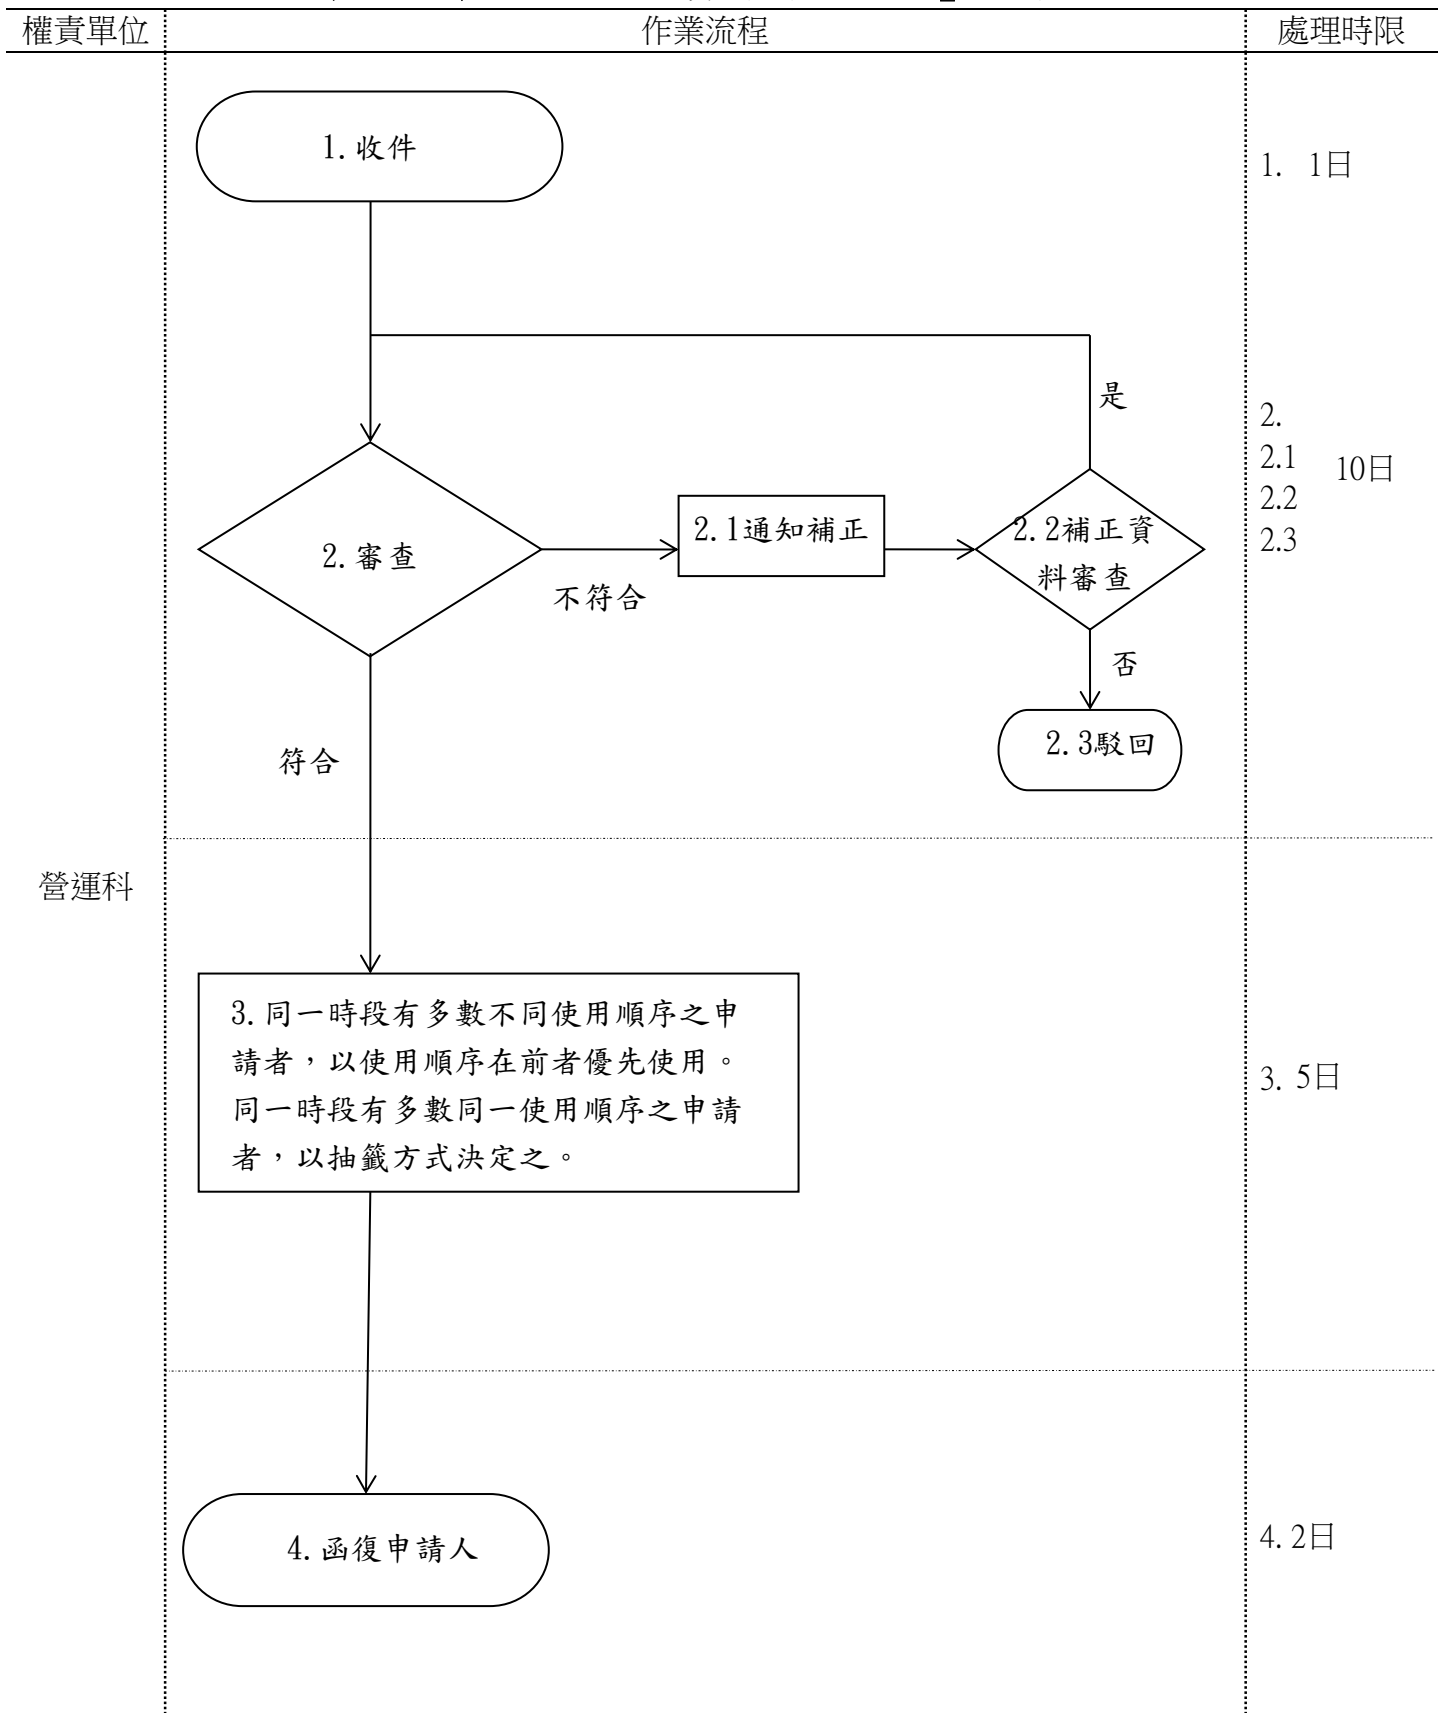 權責單位 作業流程 處理時限
1.收件
1. 1日
是
2.
2.1
2.2
2.3
10日
2.審查
不符合
2.1通知補正
2.2補正資
料審查
否
2.3駁回
符合
營運科
3.同一時段有多數不同使用順序之申
請者，以使用順序在前者優先使用。
同一時段有多數同一使用順序之申請
者，以抽籤方式決定之。
3. 5日
4.函復申請人
4. 2日